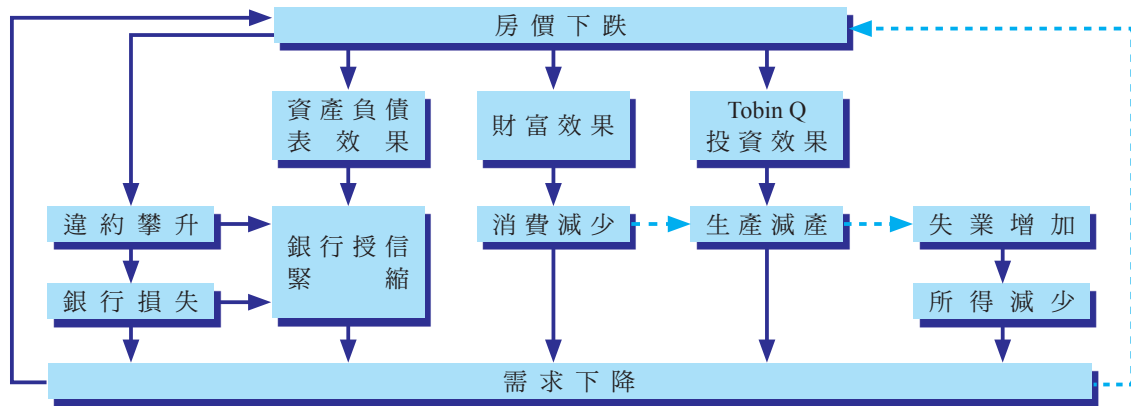 房價下跌
資產負債
表效果
財富效果
Tobin Q
投資效果
違約攀升
銀行授信
緊縮
消費減少
生產減產
失業增加
銀行損失
所得減少
需求下降